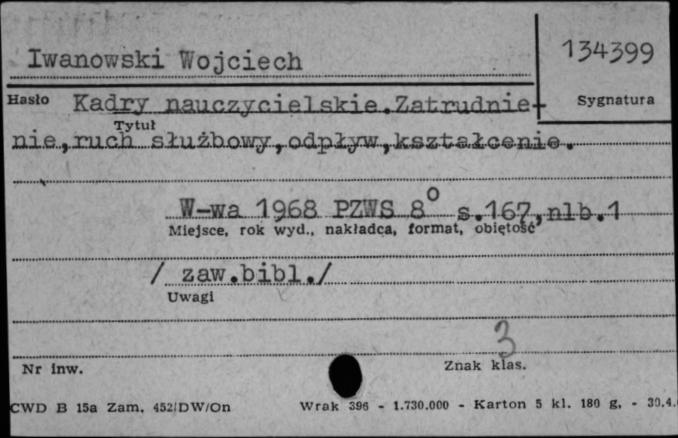 Iwanowski Wojciech
134399
Hasło Kadry nauczycielskie.Zatrudnie-
Sygnatura
Tytuł
nie,ruch służbowy,odpływ,kształcenie.
W-wa 1968 PZWS 8° s.167,nlb.1
Miejsce, rok wyd., nakładca, format, objętość
/ zaw.bibl./
Uwagi
3
Nr inw.
Znak klas.
CWD B 15a Zam. 452/DW/On Wrak 396 - 1.730.000 - Karton 5 kl. 180 g. - 30.4.